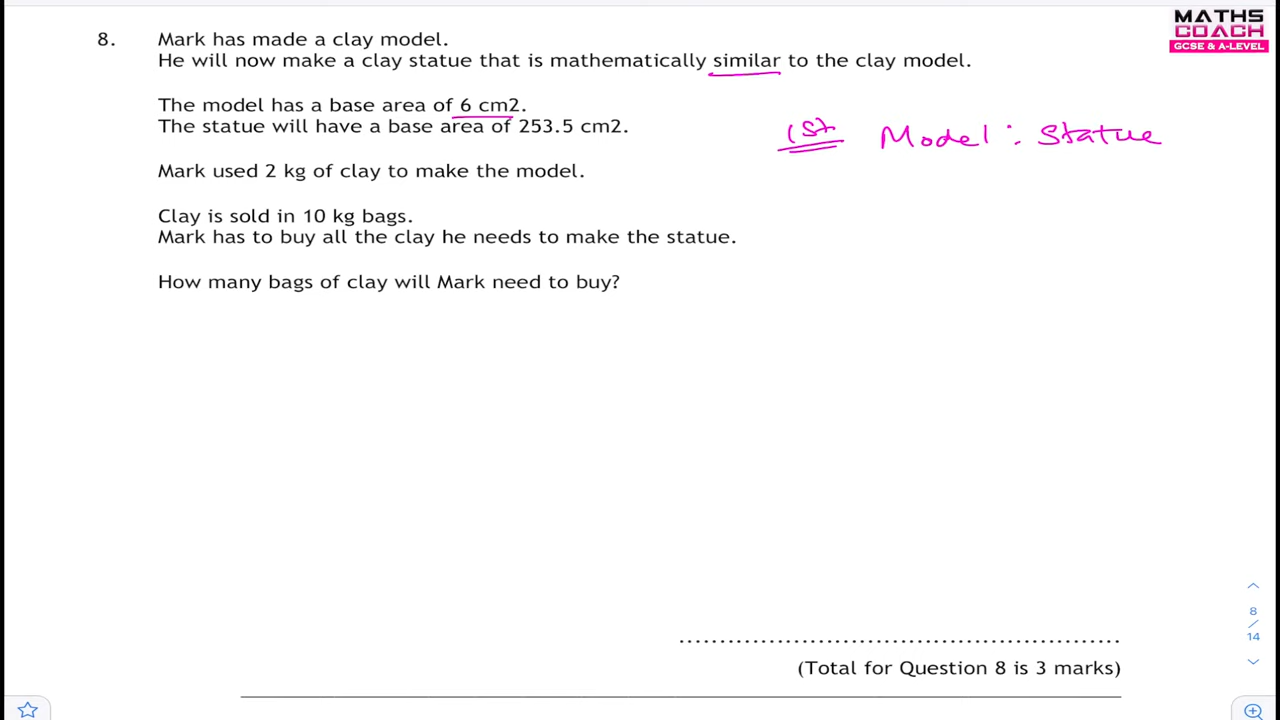 MATHS
COACH
GCSE & A-LEVEL
8. Mark has made a clay model.
He will now make a clay statue that is mathematically similar to the clay model.
The model has a base area of 6 cm2.
The statue will have a base area of 253.5 cm2.
1st Model : Statue
Mark used 2 kg of clay to make the model.
Clay is sold in 10 kg bags.
Mark has to buy all the clay he needs to make the statue.
How many bags of clay will Mark need to buy?
8
/
14
......................................................
(Total for Question 8 is 3 marks)